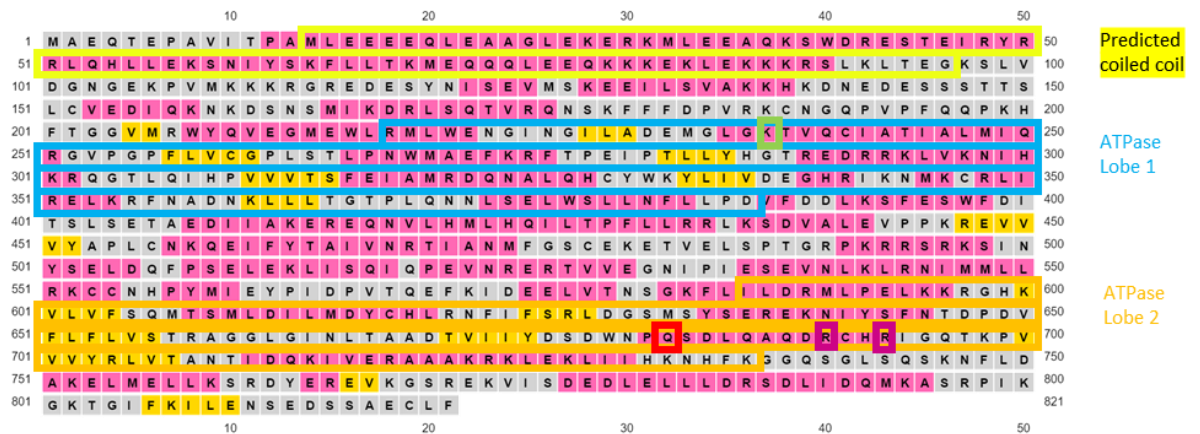 10 20 30 40 50
1 M A E Q T E P A V I T P A M L E E E E Q L E A A G L E K E R K M L E E A Q K S W D R E S T E I R Y R 50
51 R L Q H L L E K S N I Y S K F L L T K M E Q Q Q L E E Q K K K E K L E K K K R S L K L T E G K S L V 100
101 D G N G E K P V M K K K R G R E D E S Y N I S E V M S K E E I L S V A K K H K D N E D E S S S T T S 150
151 L C V E D I Q K N K D S N S M I K D R L S Q T V R Q N S K F F F D P V R K C N G Q P V P F Q Q P K H 200
201 F T G G V M R W Y Q V E G M E W L R M L W E N G I N G I L A D E M G L G K T V Q C I A T I A L M I Q 250
251 R G V P G P F L V C G P L S T L P N W M A E F K R F T P E I P T L L Y H G T R E D R R K L V K N I H 300
301 K R Q G T L Q I H P V V V T S F E I A M R D Q N A L Q H C Y W K Y L I V D E G H R I K N M K C R L I 350
351 R E L K R F N A D N K L L L T G T P L Q N N L S E L W S L L N F L L P D V F D D L K S F E S W F D I 400
401 T S L S E T A E D I I A K E R E Q N V L H M L H Q I L T P F L L R R L K S D V A L E V P P K R E V V 450
451 V Y A P L C N K Q E I F Y T A I V N R T I A N M F G S C E K E T V E L S P T G R P K R R S R K S I N 500
501 Y S E L D Q F P S E L E K L I S Q I Q P E V N R E R T V V E G N I P I E S E V N L K L R N I M M L L 550
551 R K C C N H P Y M I E Y P I D P V T Q E F K I D E E L V T N S G K F L I L D R M L P E L K K R G H K 600
601 V L V F S Q M T S M L D I L M D Y C H L R N F I F S R L D G S M S Y S E R E K N I Y S F N T D P D V 650
651 F L F L V S T R A G G L G I N L T A A D T V I I Y D S D W N P Q S D L Q A Q D R C H R I G Q T K P V 700
701 V V Y R L V T A N T I D Q K I V E R A A A K R K L E K L I I H K N H F K G G Q S G L S Q S K N F L D 750
751 A K E L M E L L K S R D Y E R E V K G S R E K V I S D E D L E L L L D R S D L I D Q M K A S R P I K 800
801 G K T G I F K I L E N S E D S S A E C L F 821
10 20 30 40 50
Predicted
coiled coil
ATPase
Lobe 1
ATPase
Lobe 2